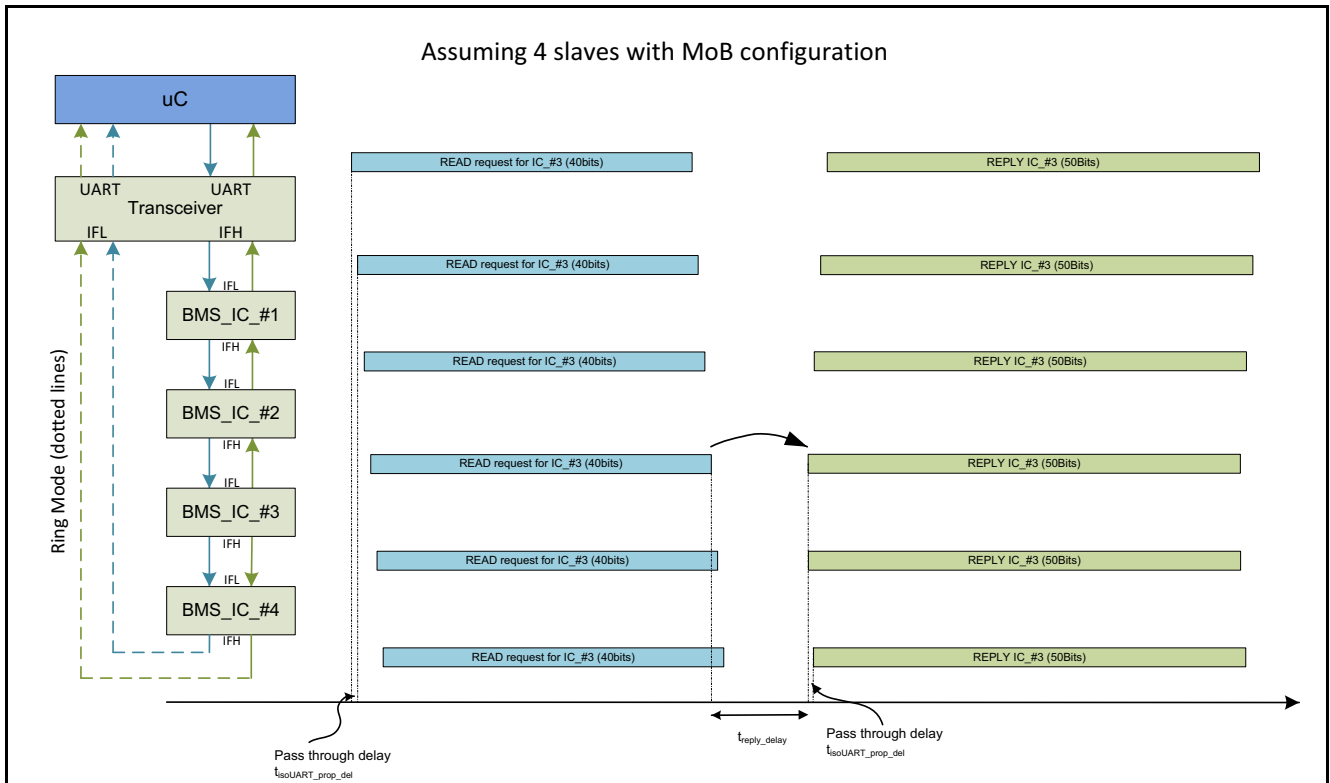 Assuming 4 slaves with MoB configuration
uC
UART UART
Transceiver
IFL IFH
IFL
BMS_IC_#1
IFH
IFL
BMS_IC_#2
IFH
IFL
BMS_IC_#3
IFH
IFL
BMS_IC_#4
IFH
Ring Mode (dotted lines)
READ request for IC_#3 (40bits) REPLY IC_#3 (50Bits)
READ request for IC_#3 (40bits) REPLY IC_#3 (50Bits)
READ request for IC_#3 (40bits) REPLY IC_#3 (50Bits)
READ request for IC_#3 (40bits) REPLY IC_#3 (50Bits)
READ request for IC_#3 (40bits) REPLY IC_#3 (50Bits)
READ request for IC_#3 (40bits) REPLY IC_#3 (50Bits)
Pass through delay
tisoUART_prop_del
treply_delay
Pass through delay
tisoUART_prop_del